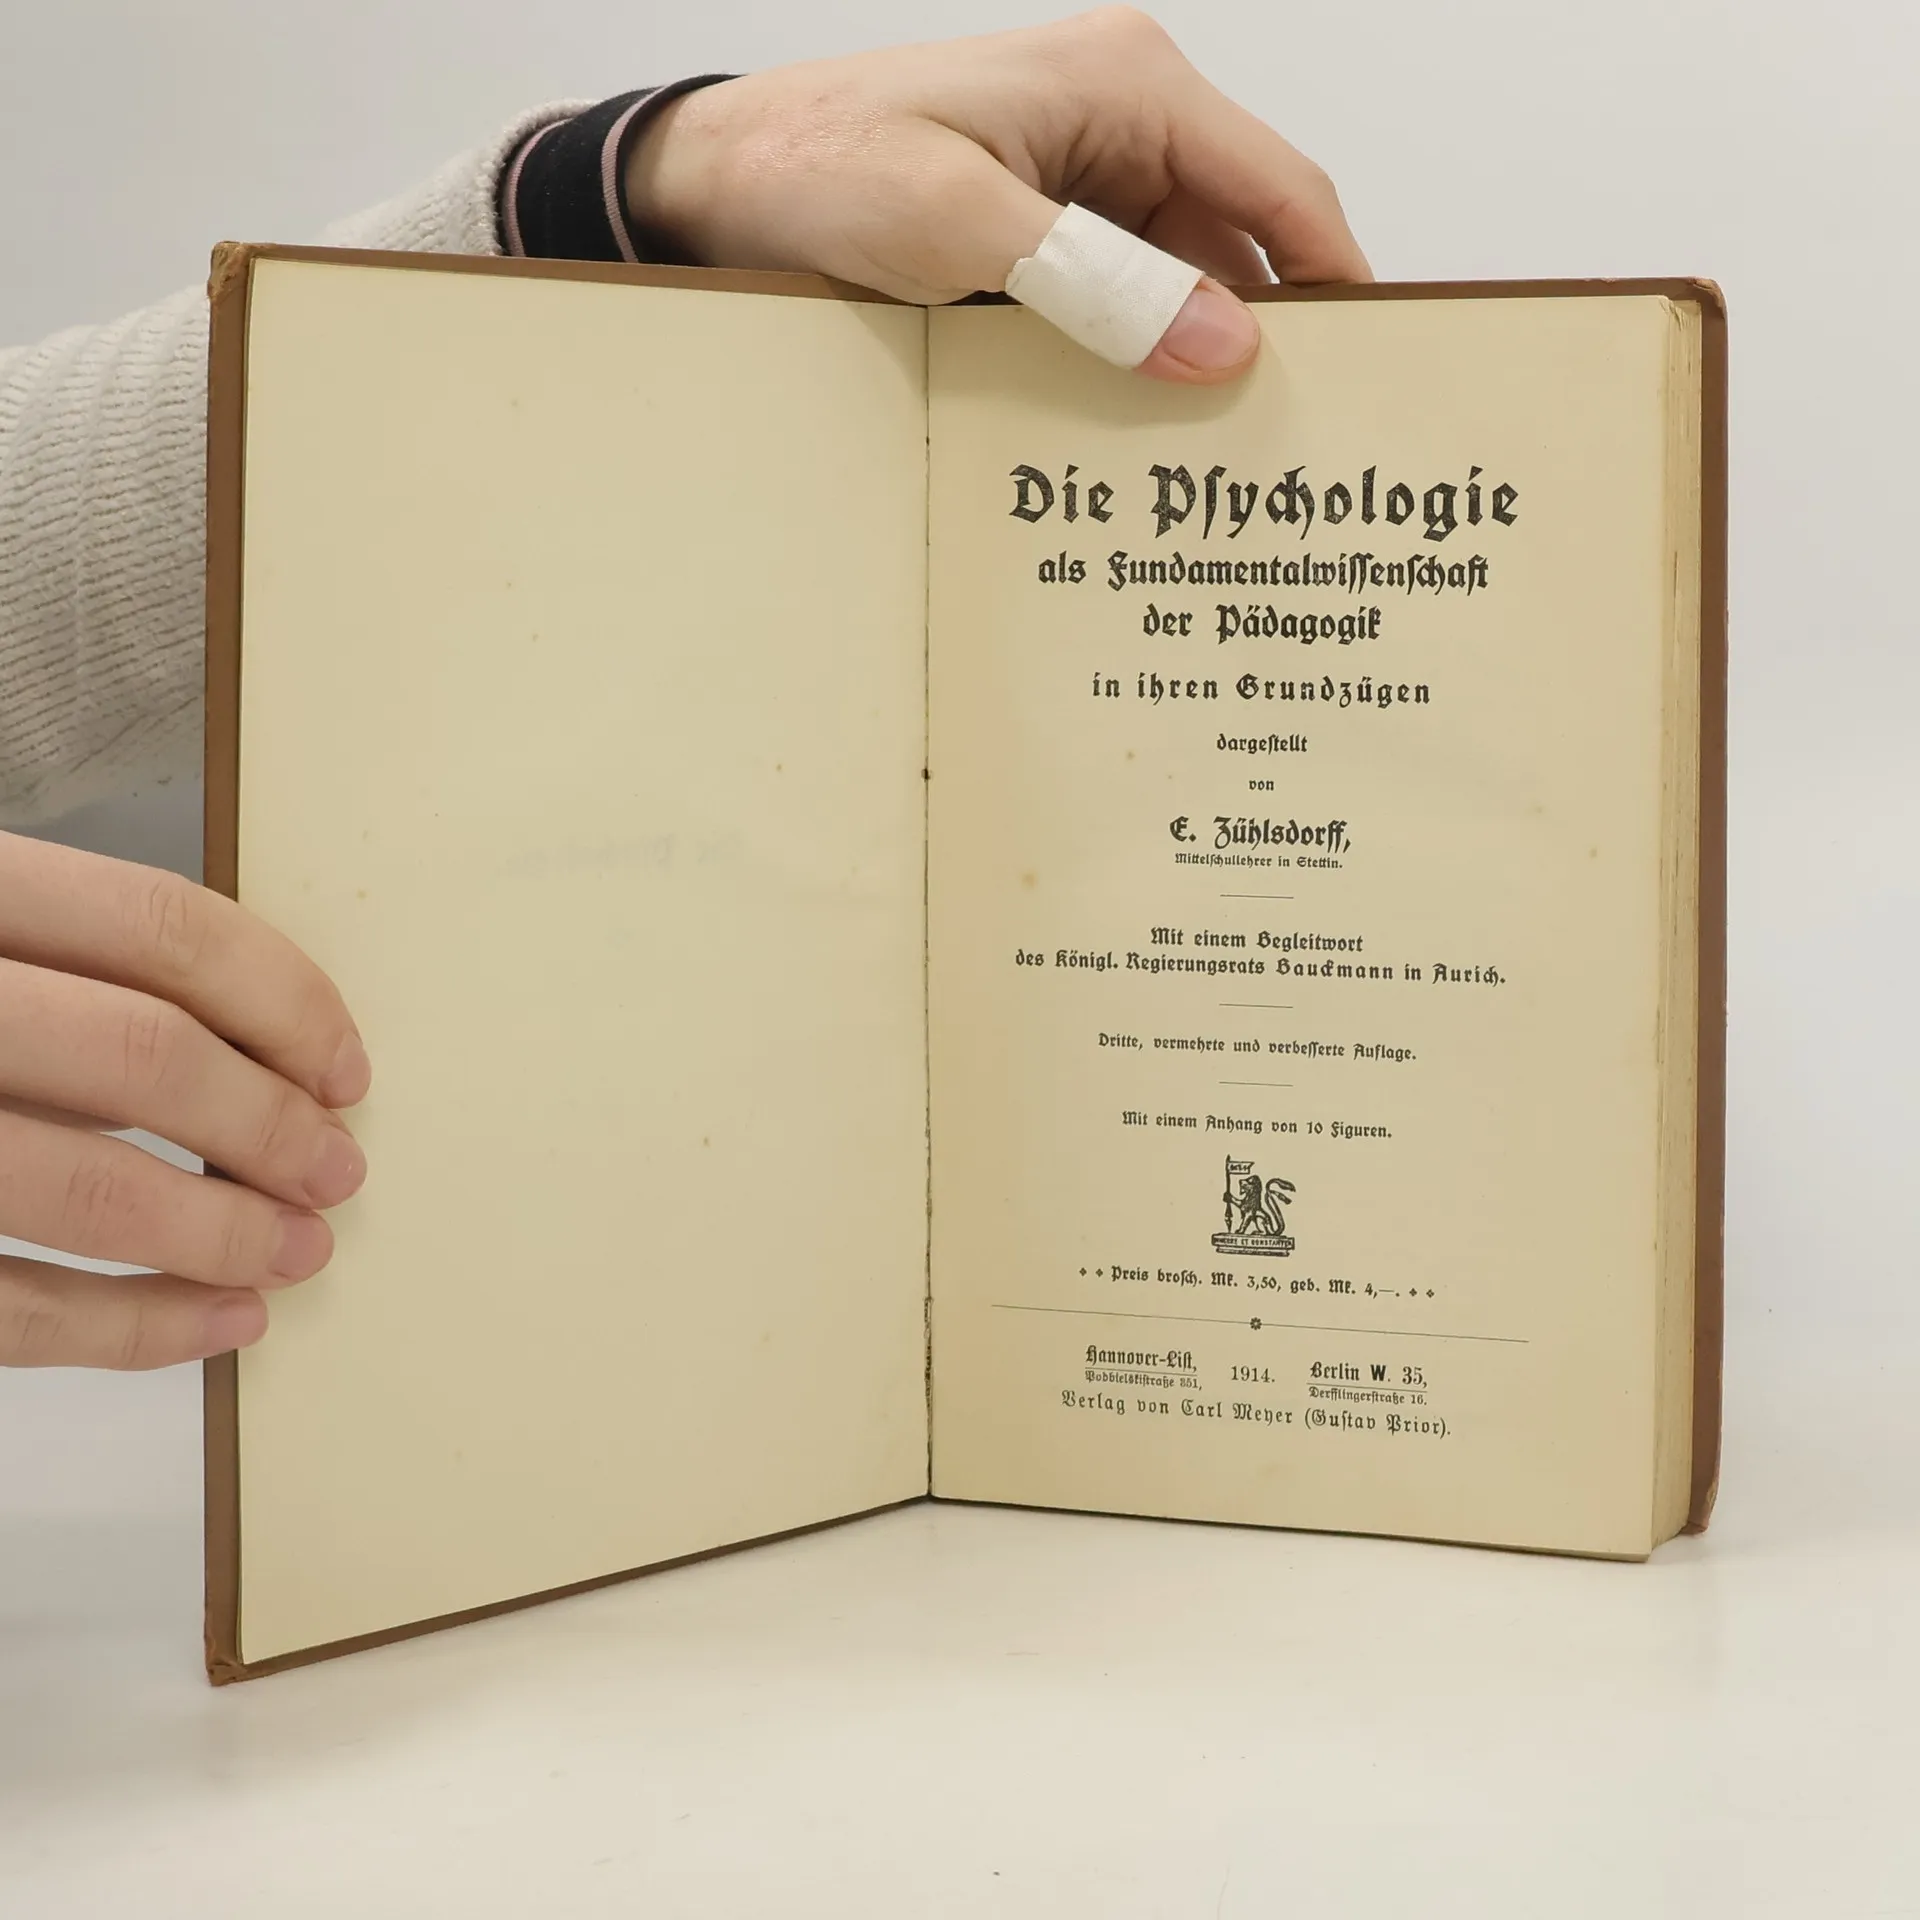 Die Psychologie
als Fundamentalwissenschaft
der Pädagogik
in ihren Grundzügen
dargestellt
von
E. Zühlsdorff,
Mittelschullehrer in Stettin.
Mit einem Begleitwort
des Königl. Regierungsrats Bauckmann in Aurich.
Dritte, vermehrte und verbesserte Auflage.
Mit einem Anhang von 10 Figuren.
ET CONSTANTER
Preis brosch. Mk. 3,50, geb. Mk. 4,—.
Hannover-List, 1914. Berlin W. 35,
Podbielskistraße 351, Derfflingerstraße 16.
Verlag von Carl Meyer (Gustav Prior).